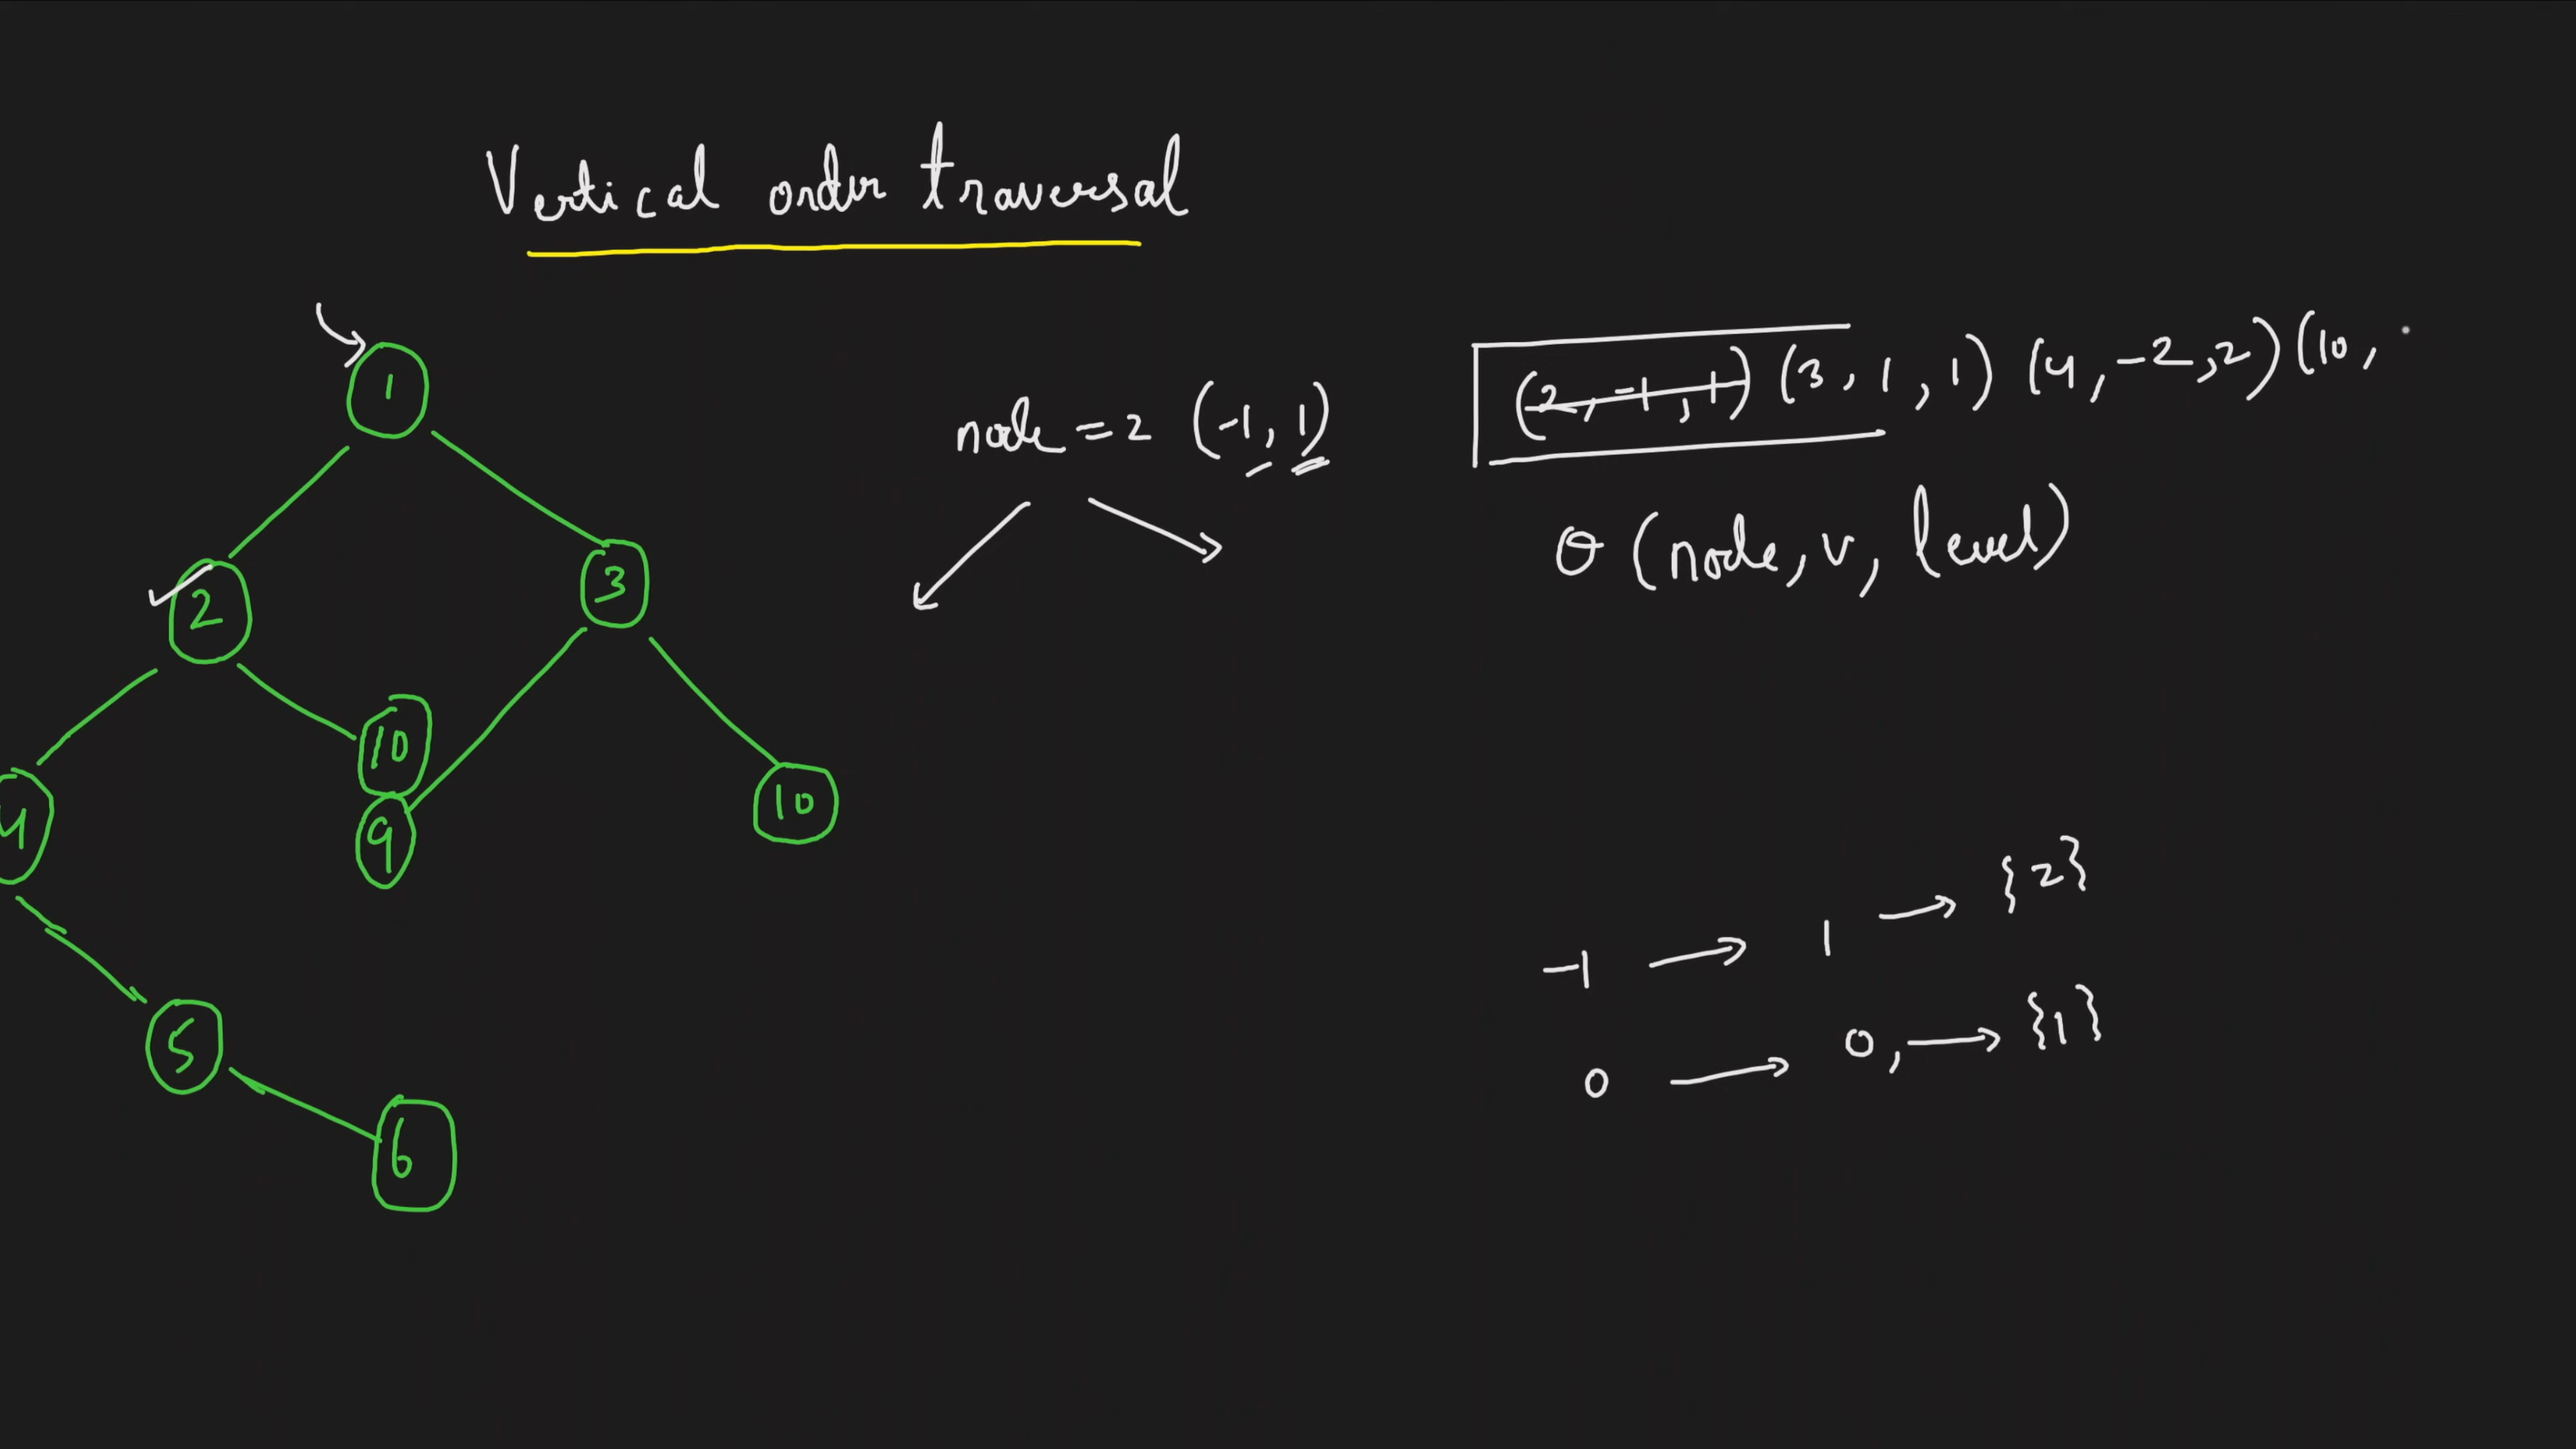 Vertical order traversal
1
2
3
10
4
9
10
5
6
node = 2 (-1, 1)
(2, -1, 1) (3, 1, 1) (4, -2, 2) (10,
(node, v, level)
-1 → 1 → {2}
0 → 0, → {1}